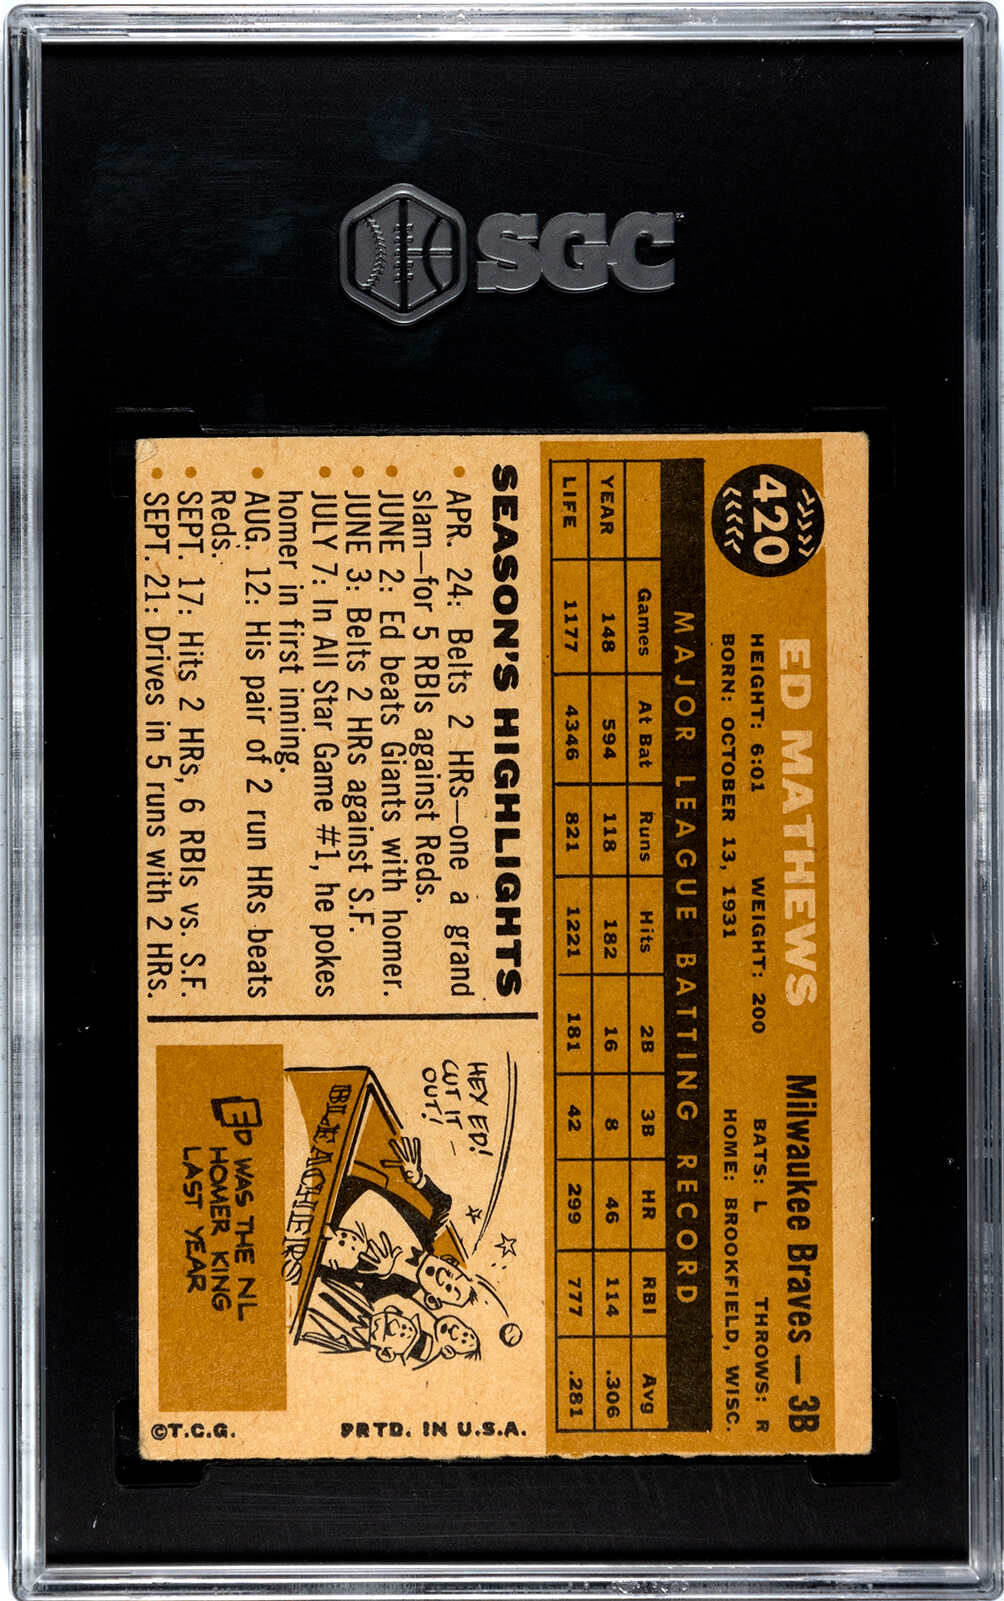 SGC
420
ED MATHEWS
Milwaukee Braves — 3B
HEIGHT: 6:01 WEIGHT: 200 BATS: L THROWS: R
BORN: OCTOBER 13, 1931 HOME: BROOKFIELD, WISC.
MAJOR LEAGUE BATTING RECORD
Games At Bat Runs Hits 2B 3B HR RBI Avg
YEAR 148 594 118 182 16 8 46 114 .306
LIFE 1177 4346 821 1221 181 42 299 777 .281
SEASON'S HIGHLIGHTS
• APR. 24: Belts 2 HRs—one a grand
slam—for 5 RBIs against Reds.
• JUNE 2: Ed beats Giants with homer.
• JUNE 3: Belts 2 HRs against S.F.
• JULY 7: In All Star Game #1, he pokes
homer in first inning.
• AUG. 12: His pair of 2 run HRs beats
Reds.
• SEPT. 17: Hits 2 HRs, 6 RBIs vs. S.F.
• SEPT. 21: Drives in 5 runs with 2 HRs.
HEY ED!
CUT IT —
OUT!
BLEACHERS
ED WAS THE NL
HOMER KING
LAST YEAR
©T.C.G. PRTD. IN U.S.A.